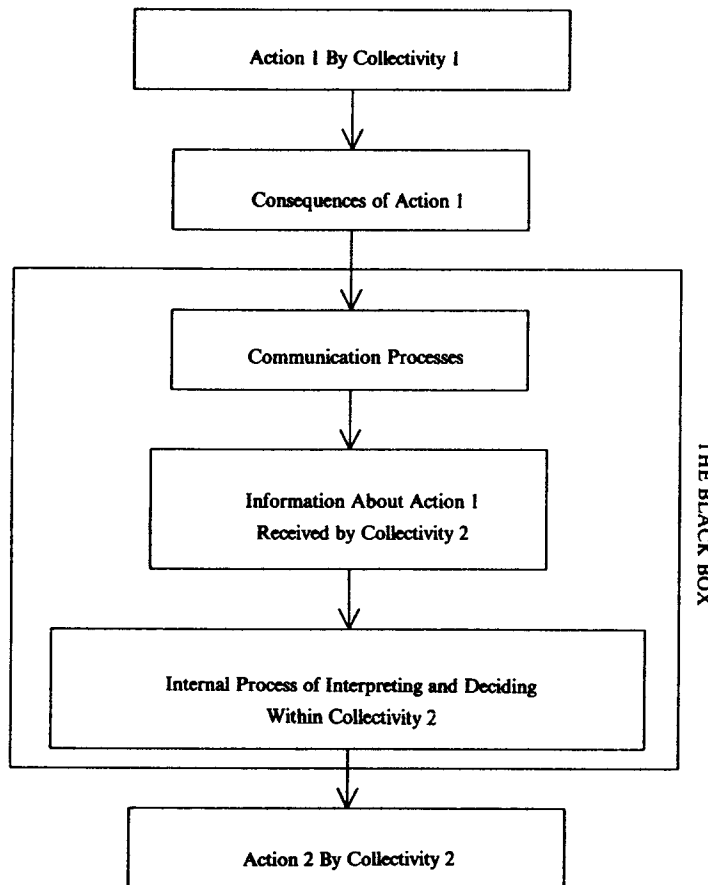 Action 1 By Collectivity 1
Consequences of Action 1
Communication Processes
Information About Action 1
Received by Collectivity 2
THE BLACK BOX
Internal Process of Interpreting and Deciding
Within Collectivity 2
Action 2 By Collectivity 2